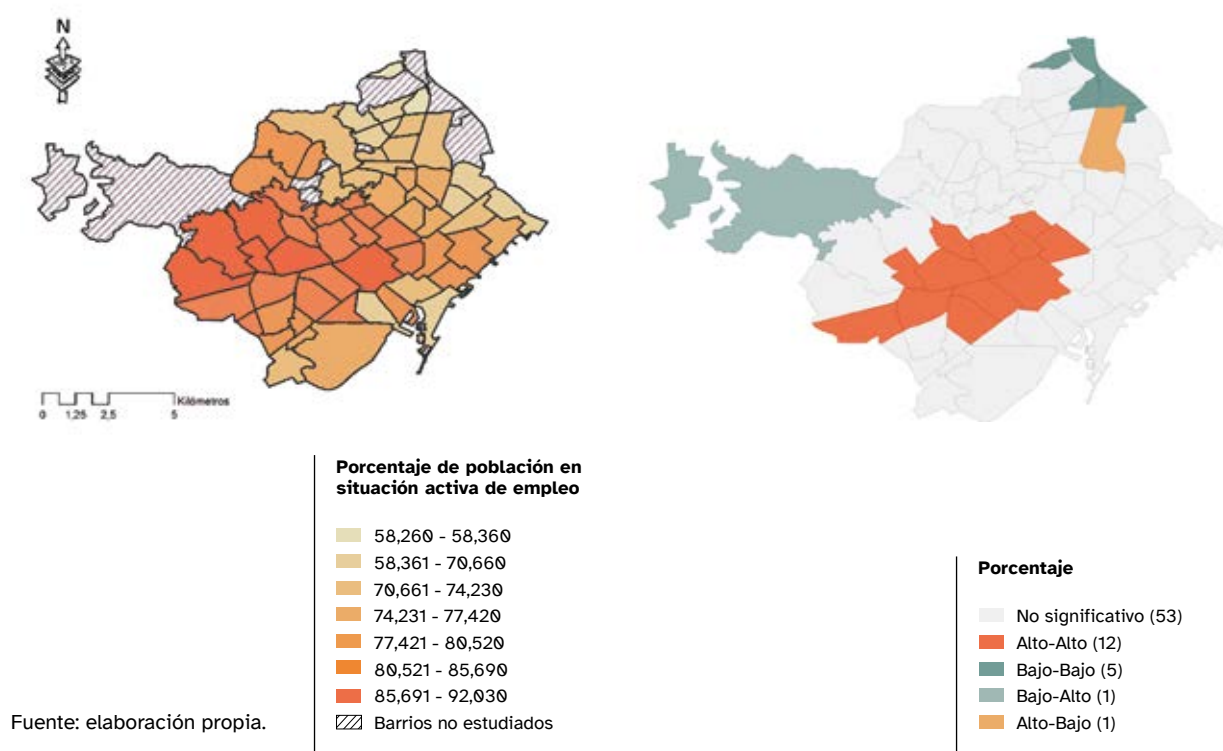 N
Kilómetros
0 1,25 2,5 5
Porcentaje de población en
situación activa de empleo
58,260 - 58,360
58,361 - 70,660
70,661 - 74,230
74,231 - 77,420
77,421 - 80,520
80,521 - 85,690
85,691 - 92,030
Barrios no estudiados
Fuente: elaboración propia.
Porcentaje
No significativo (53)
Alto-Alto (12)
Bajo-Bajo (5)
Bajo-Alto (1)
Alto-Bajo (1)